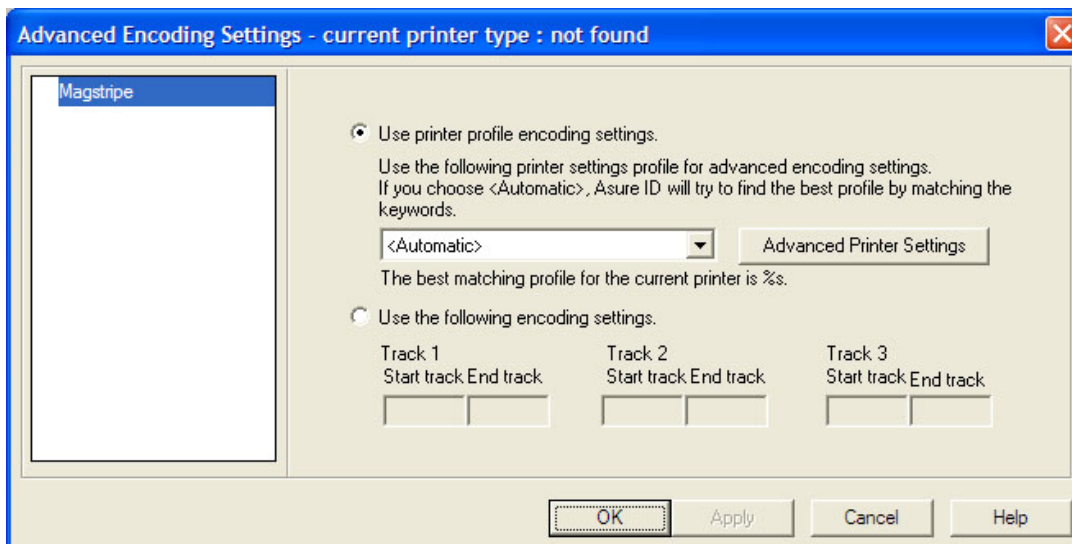 Advanced Encoding Settings - current printer type : not found
Magstripe
Use printer profile encoding settings.
Use the following printer settings profile for advanced encoding settings.
If you choose <Automatic>, Asure ID will try to find the best profile by matching the
keywords.
<Automatic>
Advanced Printer Settings
The best matching profile for the current printer is %s.
Use the following encoding settings.
Track 1 Track 2 Track 3
Start track End track Start track End track Start track End track
OK Apply Cancel Help